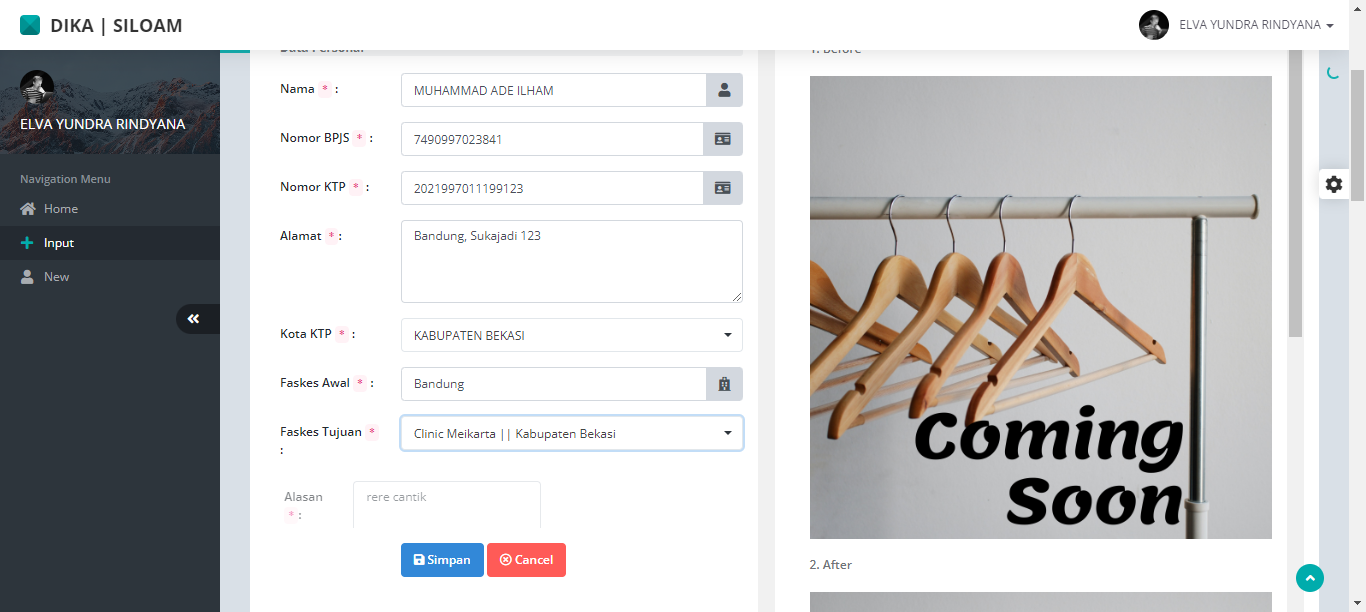 DIKA | SILOAM
ELVA YUNDRA RINDYANA
ELVA YUNDRA RINDYANA
Navigation Menu
Home
Input
New
Data Personal
Nama * :
MUHAMMAD ADE ILHAM
Nomor BPJS * :
7490997023841
Nomor KTP * :
2021997011199123
Alamat * :
Bandung, Sukajadi 123
Kota KTP * :
KABUPATEN BEKASI
Faskes Awal * :
Bandung
Faskes Tujuan *
:
Clinic Meikarta || Kabupaten Bekasi
Alasan
* :
rere cantik
Simpan
Cancel
1. Before
Coming
Soon
2. After